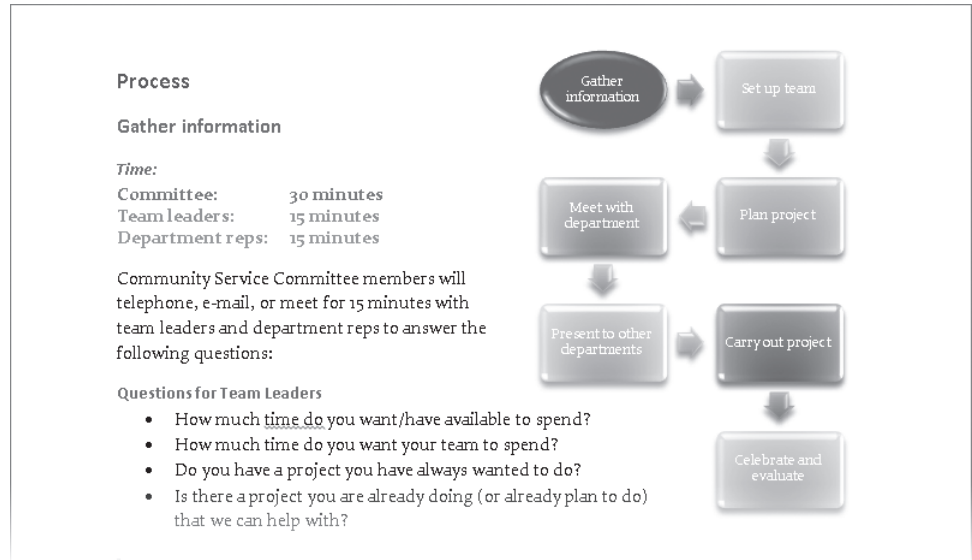 Process
Gather information
Time:
Committee: 30 minutes
Team leaders: 15 minutes
Department reps: 15 minutes
Community Service Committee members will
telephone, e-mail, or meet for 15 minutes with
team leaders and department reps to answer the
following questions:
Questions for Team Leaders
• How much time do you want/have available to spend?
• How much time do you want your team to spend?
• Do you have a project you have always wanted to do?
• Is there a project you are already doing (or already plan to do)
that we can help with?
Gather
information
Set up team
Plan project
Meet with
department
Present to other
departments
Carry out project
Celebrate and
evaluate